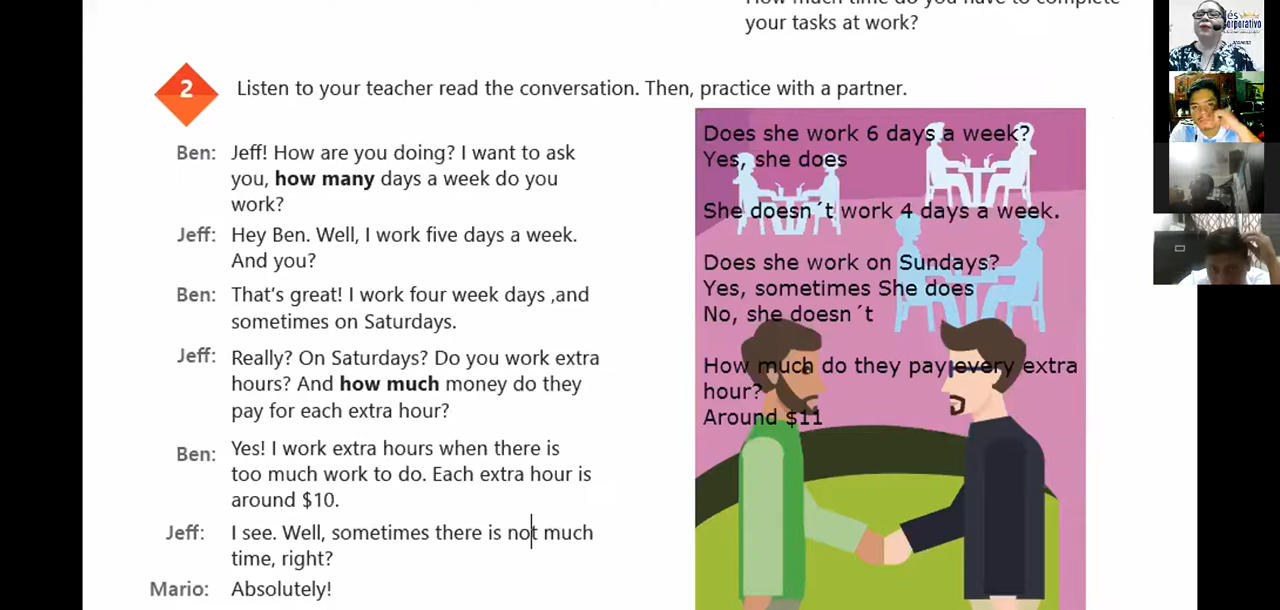 How much time do you have to complete
your tasks at work?
2
Listen to your teacher read the conversation. Then, practice with a partner.
Ben: Jeff! How are you doing? I want to ask
you, how many days a week do you
work?
Jeff: Hey Ben. Well, I work five days a week.
And you?
Ben: That's great! I work four week days ,and
sometimes on Saturdays.
Jeff: Really? On Saturdays? Do you work extra
hours? And how much money do they
pay for each extra hour?
Ben: Yes! I work extra hours when there is
too much work to do. Each extra hour is
around $10.
Jeff: I see. Well, sometimes there is not much
time, right?
Mario: Absolutely!
Does she work 6 days a week?
Yes, she does
She doesn´t work 4 days a week.
Does she work on Sundays?
Yes, sometimes She does
No, she doesn´t
How much do they pay every extra
hour?
Around $11